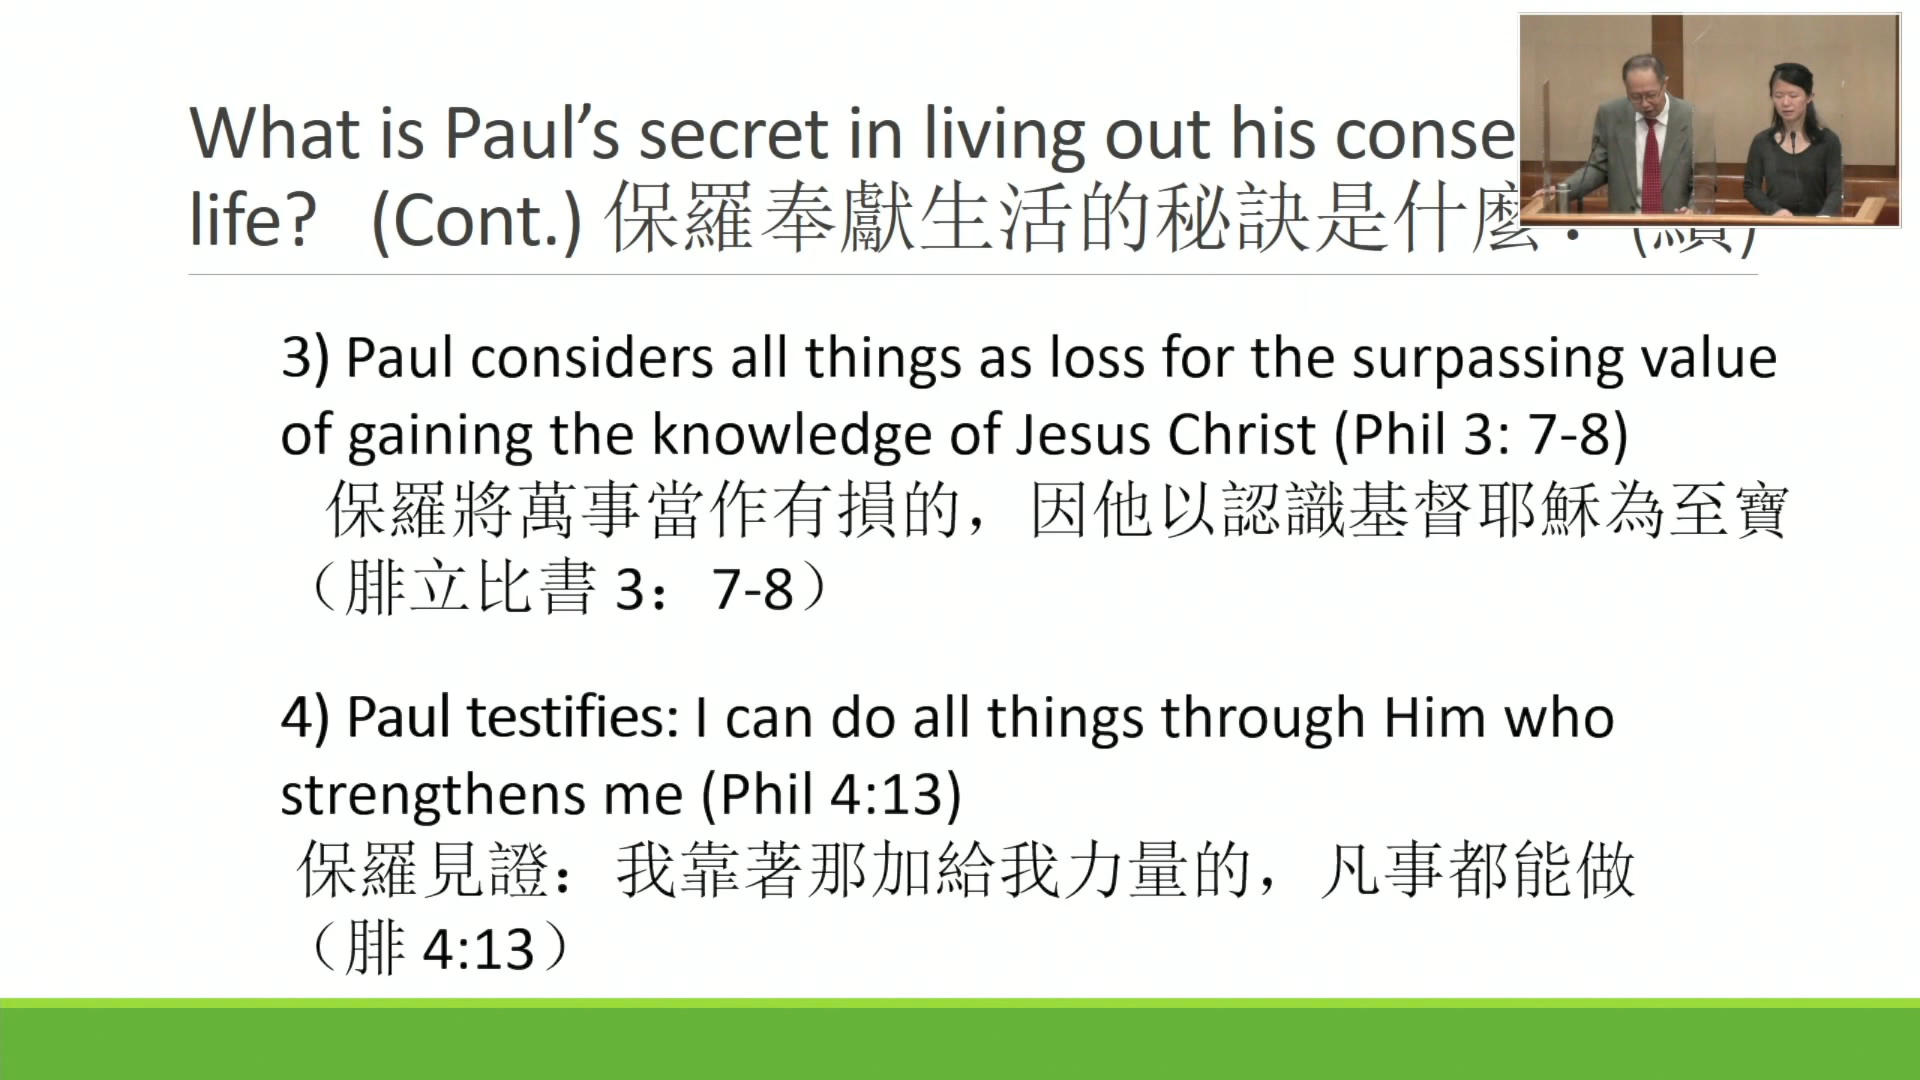 What is Paul’s secret in living out his
life? (Cont.) 保羅奉獻生活的秘訣是什麼
3) Paul considers all things as loss for the surpassing value
of gaining the knowledge of Jesus Christ (Phil 3: 7-8)
保羅將萬事當作有損的，因他以認識基督耶穌為至寶
（腓立比書 3：7-8）
4) Paul testifies: I can do all things through Him who
strengthens me (Phil 4:13)
保羅見證：我靠著那加給我力量的，凡事都能做
（腓 4:13）